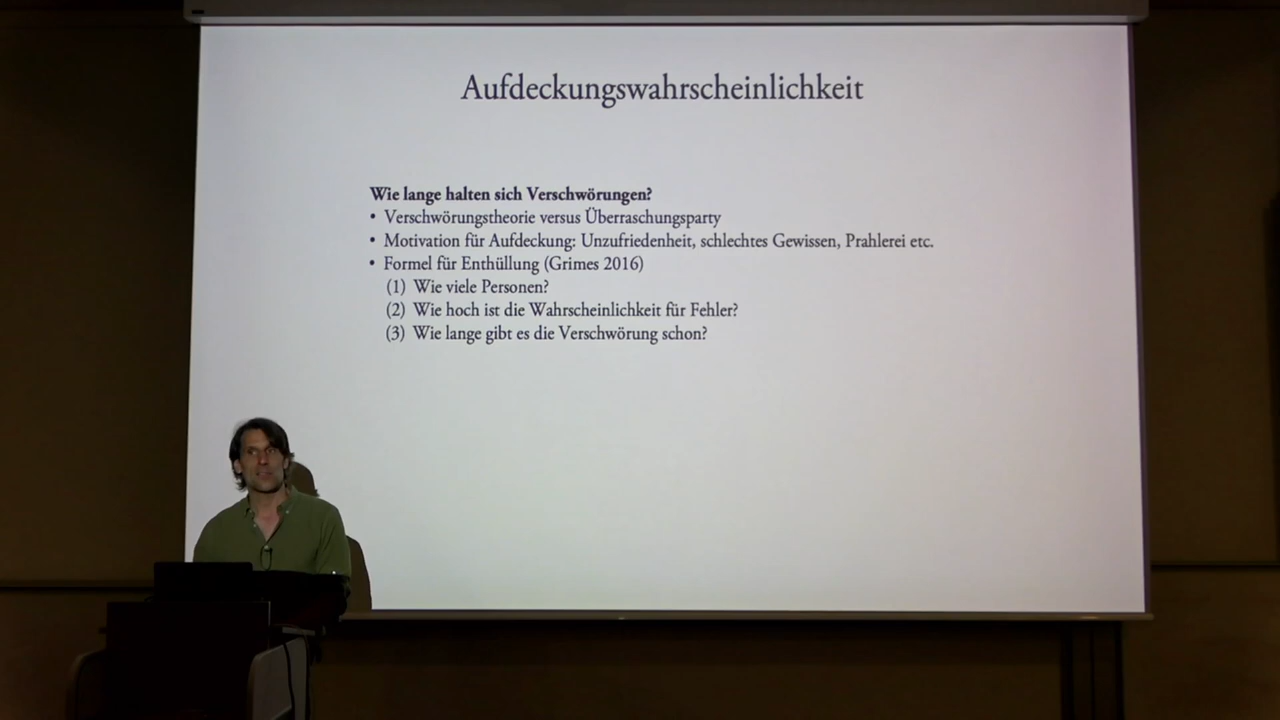 Aufdeckungswahrscheinlichkeit
Wie lange halten sich Verschwörungen?
• Verschwörungstheorie versus Überraschungsparty
• Motivation für Aufdeckung: Unzufriedenheit, schlechtes Gewissen, Prahlerei etc.
• Formel für Enthüllung (Grimes 2016)
(1) Wie viele Personen?
(2) Wie hoch ist die Wahrscheinlichkeit für Fehler?
(3) Wie lange gibt es die Verschwörung schon?